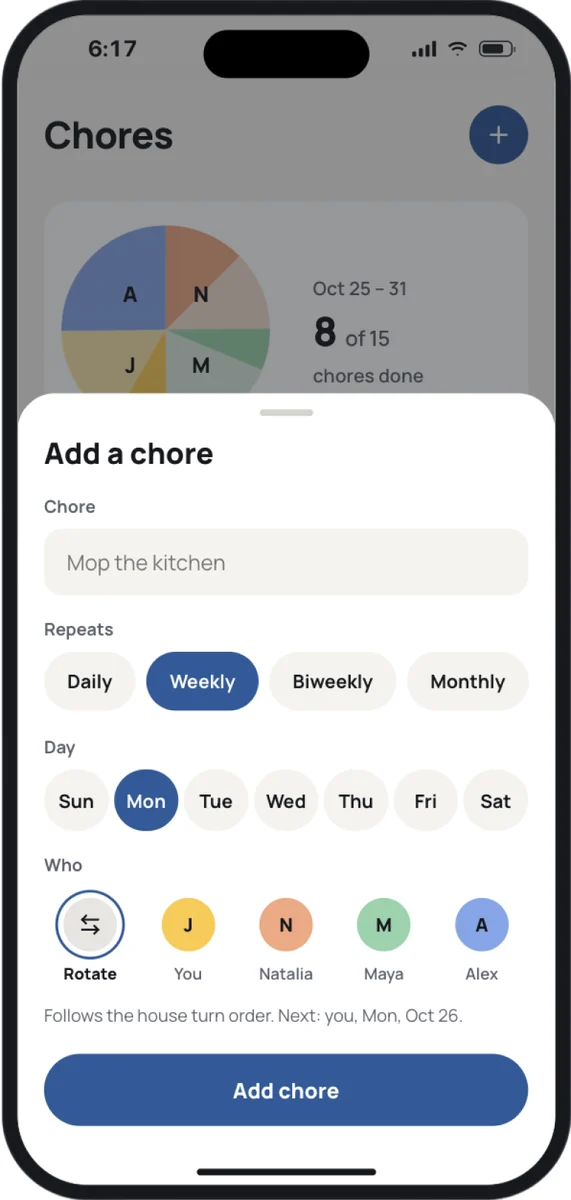 6:17
Chores
A N
J M
Oct 25 – 31
8 of 15
chores done
Add a chore
Chore
Mop the kitchen
Repeats
Daily Weekly Biweekly Monthly
Day
Sun Mon Tue Wed Thu Fri Sat
Who
J N M A
Rotate You Natalia Maya Alex
Follows the house turn order. Next: you, Mon, Oct 26.
Add chore